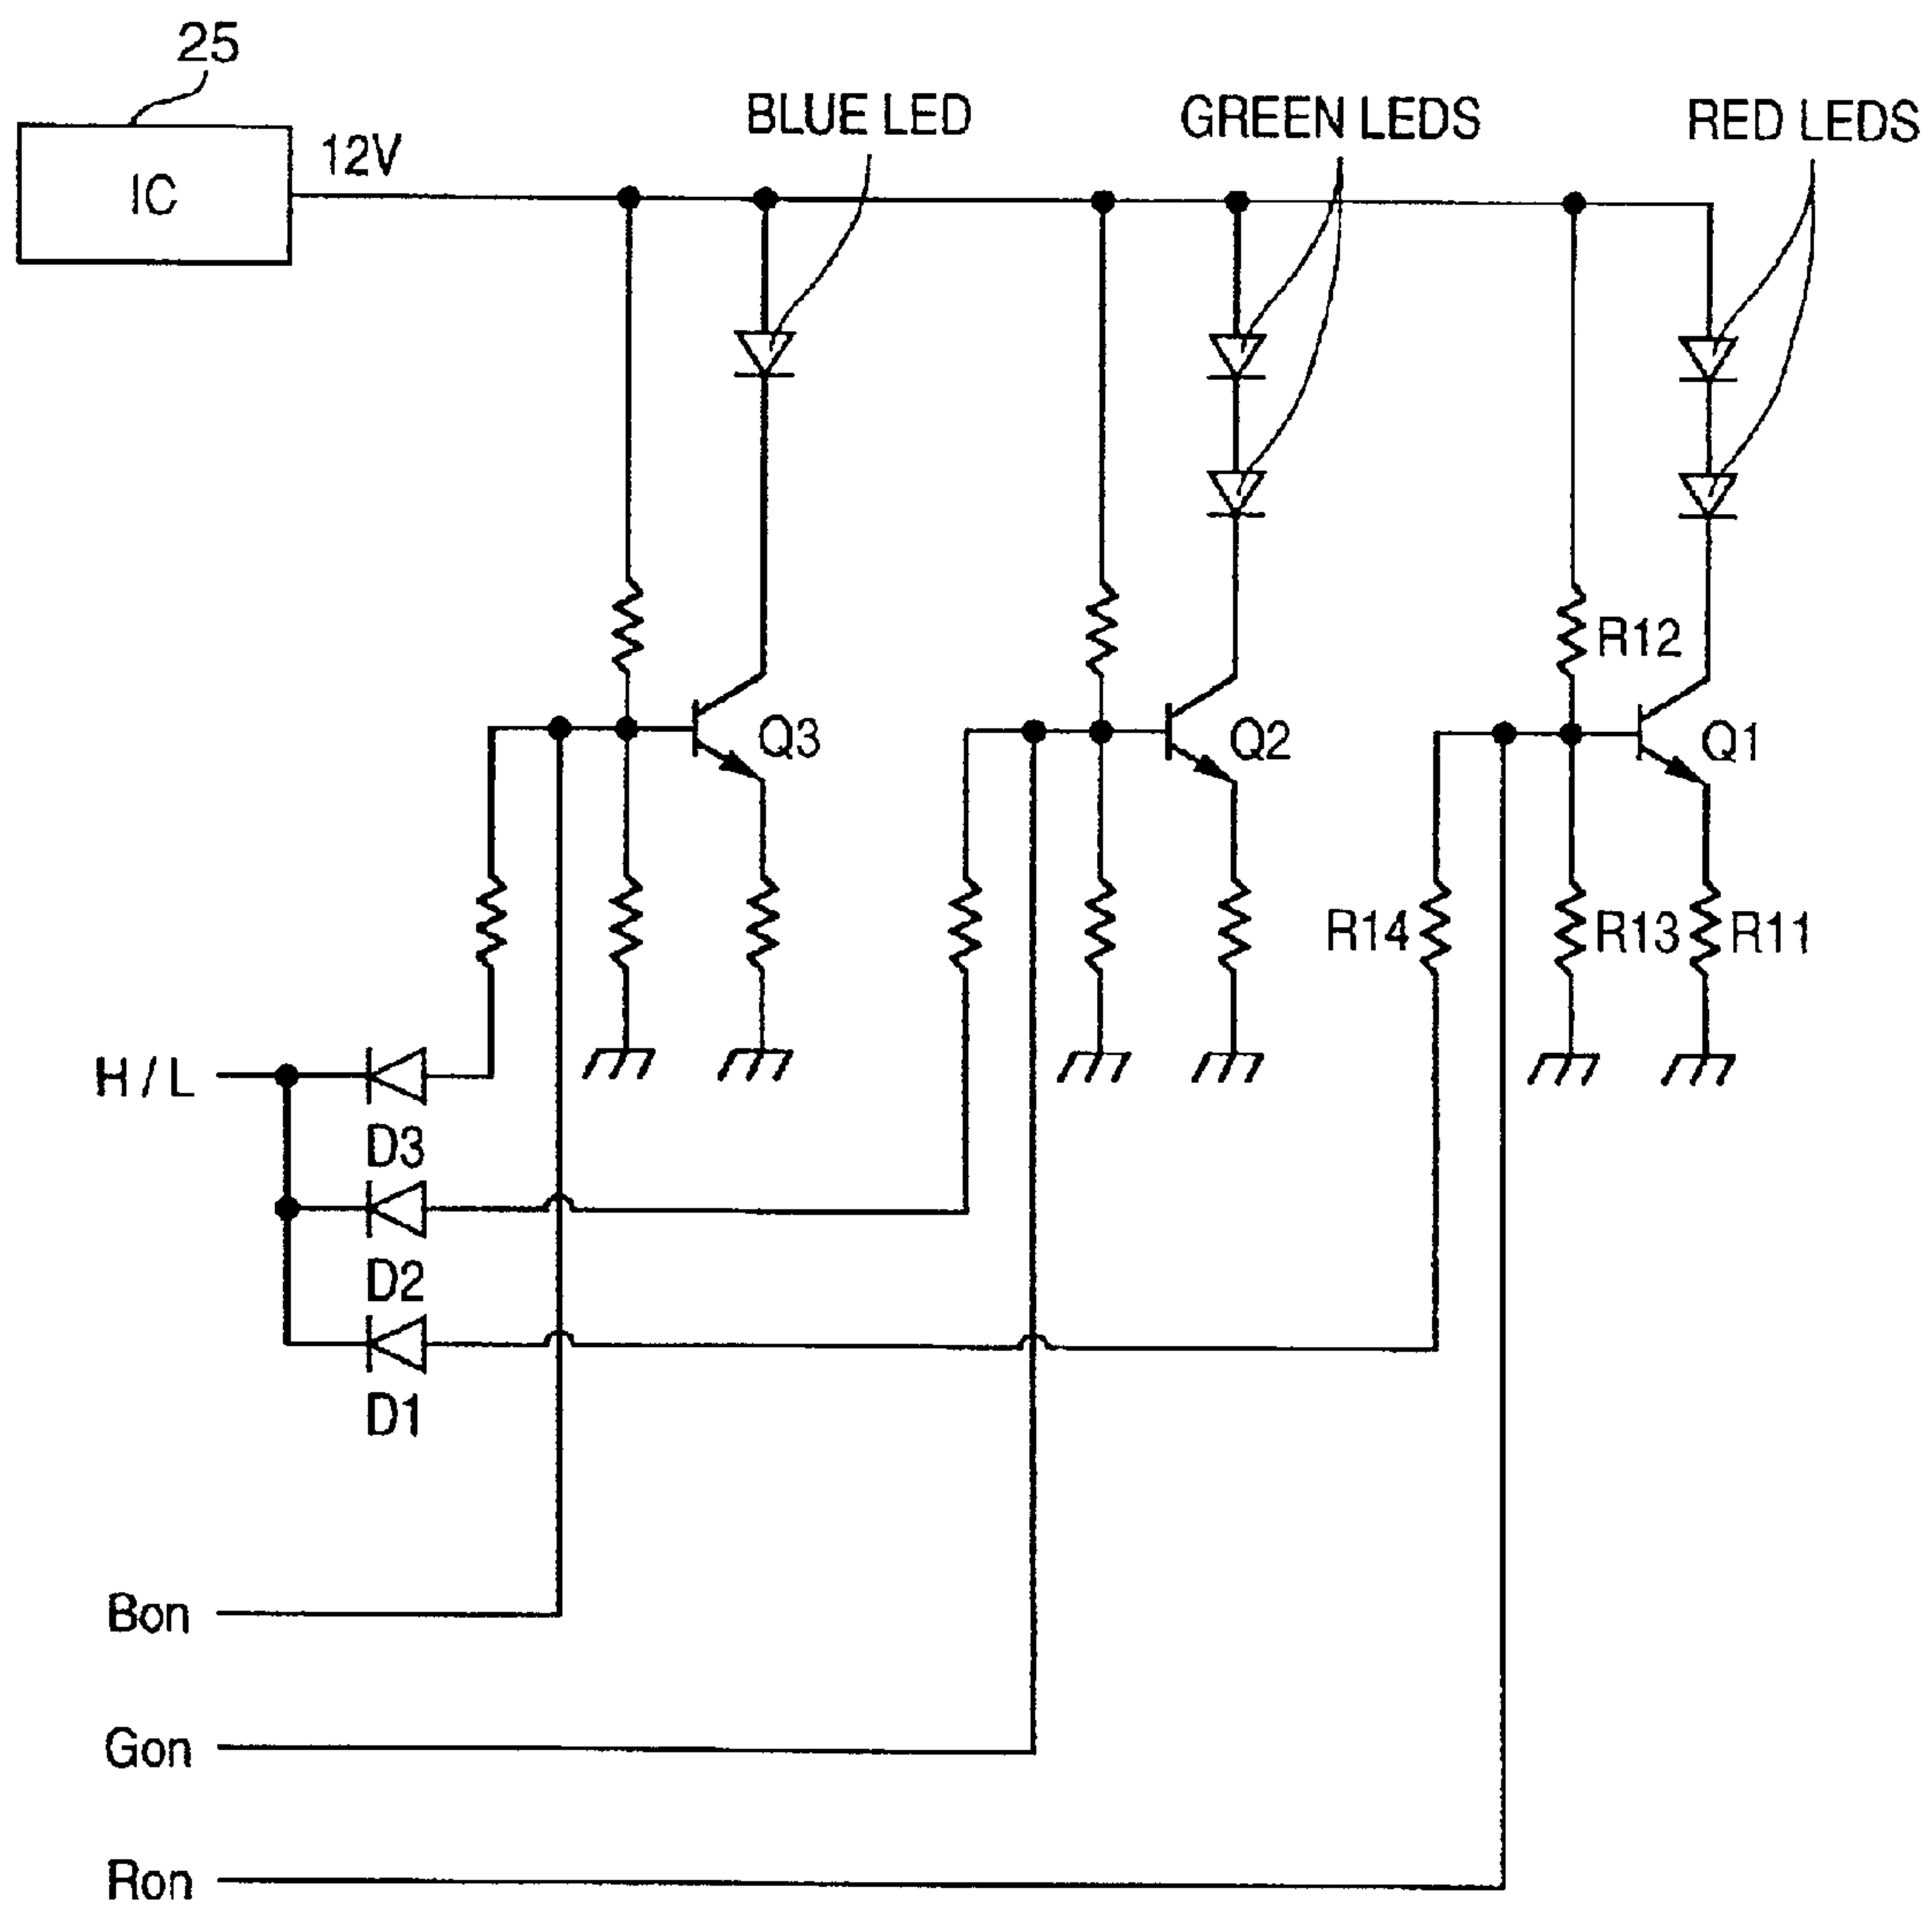 25
BLUE LED
GREEN LEDS
RED LEDS
IC
12V
R12
Q3
Q2
Q1
R14
R13
R11
H/L
D3
D2
D1
Bon
Gon
Ron